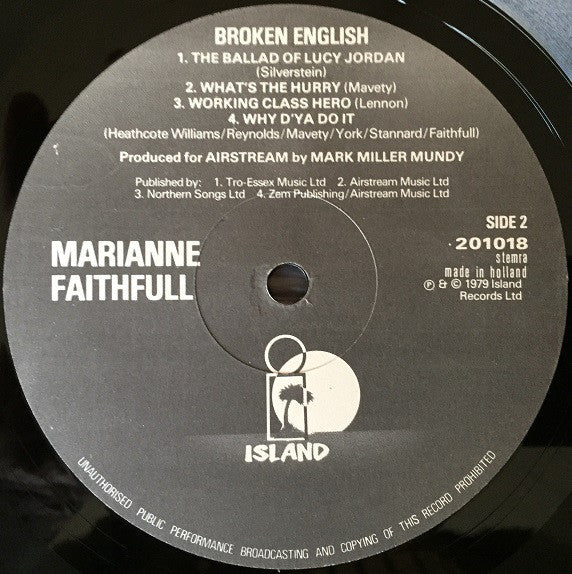 BROKEN ENGLISH
1. THE BALLAD OF LUCY JORDAN
(Silverstein)
2. WHAT'S THE HURRY (Mavety)
3. WORKING CLASS HERO (Lennon)
4. WHY D'YA DO IT
(Heathcote Williams/Reynolds/Mavety/York/Stannard/Faithfull)
Produced for AIRSTREAM by MARK MILLER MUNDY
Published by: 1. Tro-Essex Music Ltd 2. Airstream Music Ltd
3. Northern Songs Ltd 4. Zem Publishing/Airstream Music Ltd
SIDE 2
201018
stemra
made in holland
℗ & © 1979 Island
Records Ltd
MARIANNE
FAITHFULL
ISLAND
UNAUTHORISED PUBLIC PERFORMANCE BROADCASTING AND COPYING OF THIS RECORD PROHIBITED